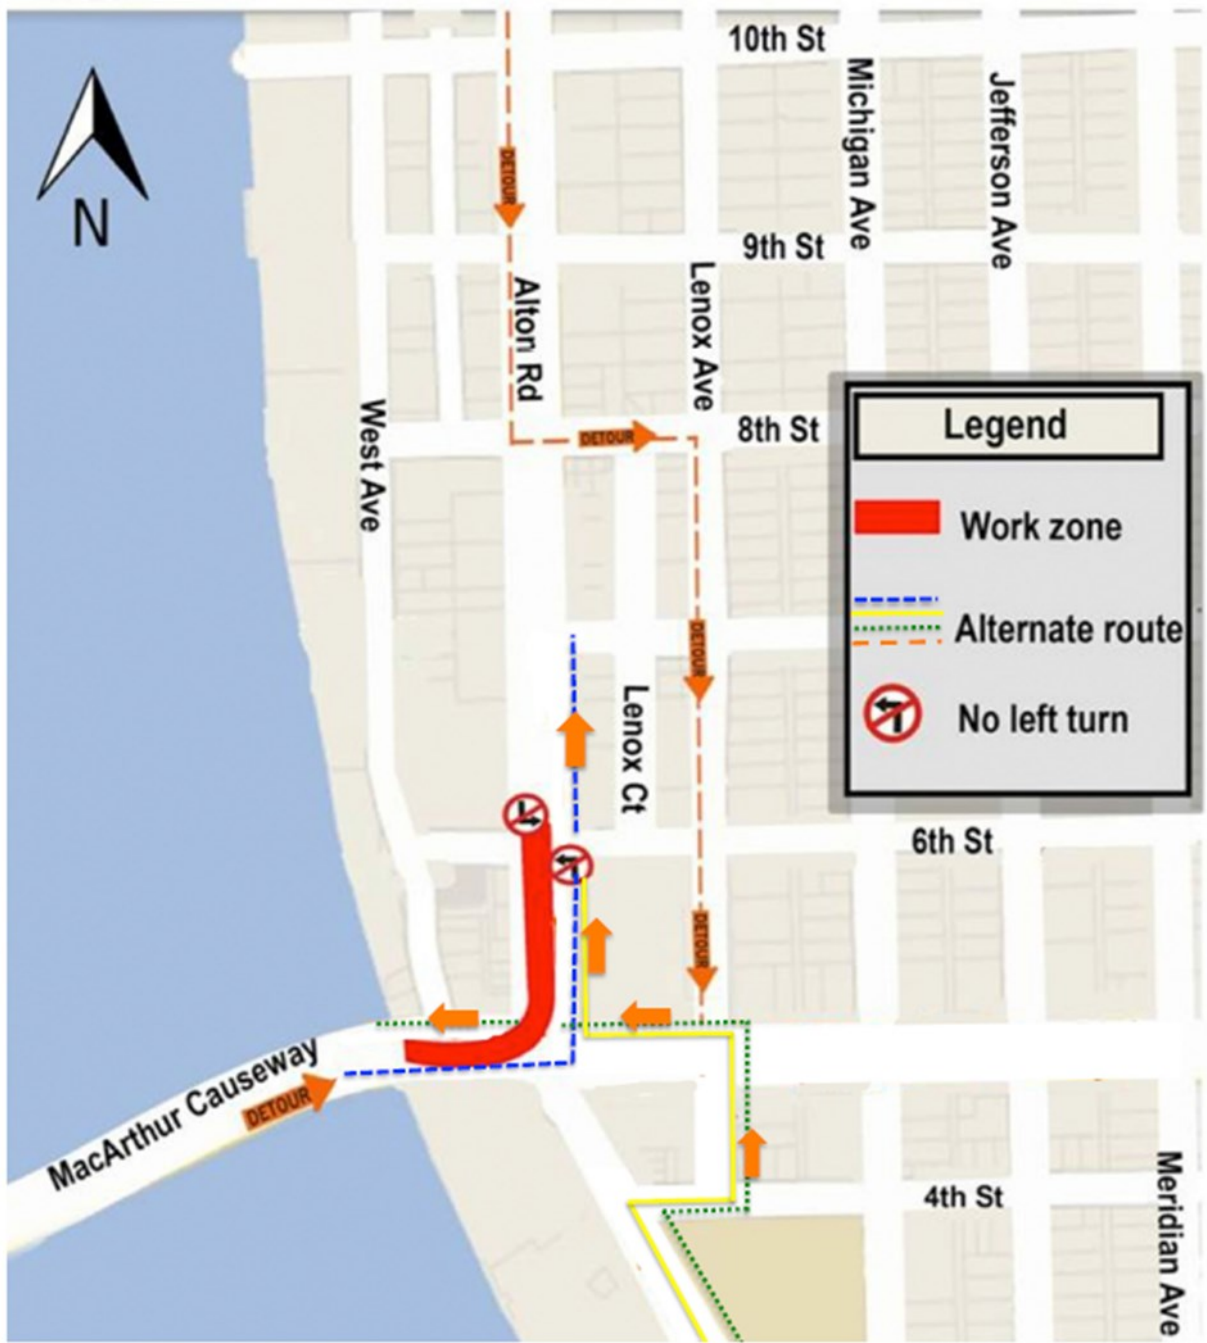 10th St
Michigan Ave
Jefferson Ave
N
DETOUR
9th St
Alton Rd
Lenox Ave
West Ave
DETOUR
8th St
Legend
Work zone
Alternate route
No left turn
DETOUR
Lenox Ct
6th St
DETOUR
MacArthur Causeway
DETOUR
4th St
Meridian Ave